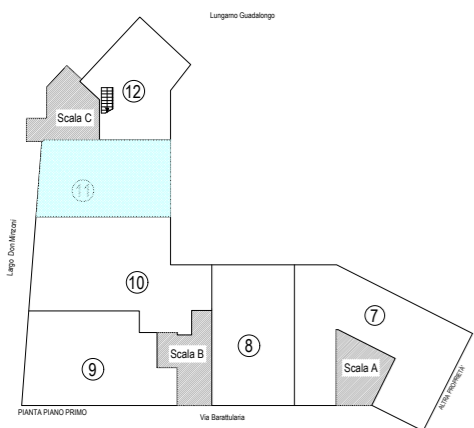 Lungarno Guadalongo
12
Scala C
11
Largo Don Minzoni
10
7
8
Scala B
Scala A
9
ALTRA PROPRIETA'
PIANTA PIANO PRIMO
Via Barattularia